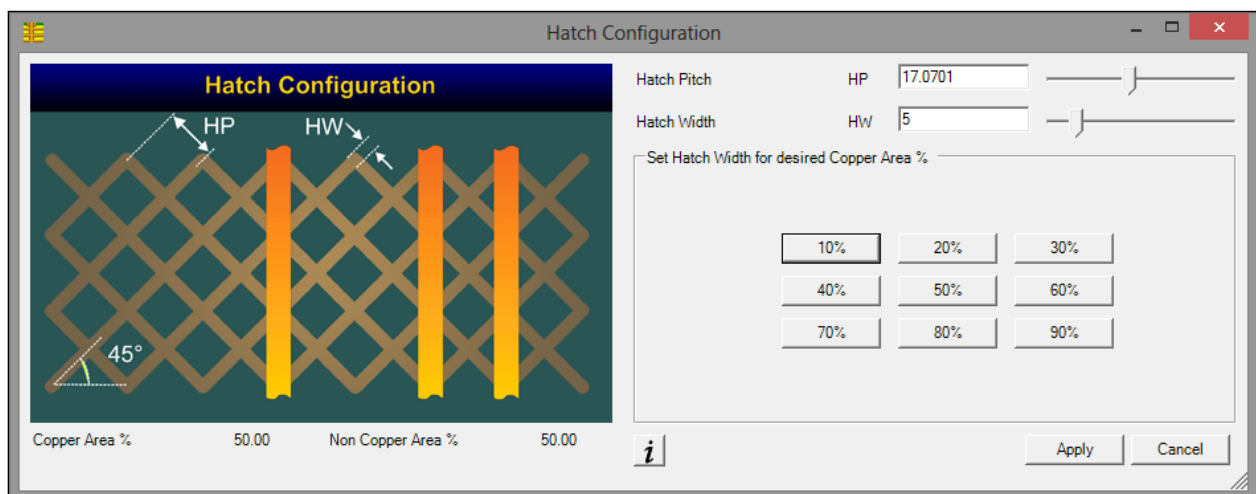 Hatch Configuration
Hatch Configuration
HP
HW
45°
Copper Area % 50.00 Non Copper Area % 50.00
Hatch Pitch HP 17.0701
Hatch Width HW 5
Set Hatch Width for desired Copper Area %
10% 20% 30%
40% 50% 60%
70% 80% 90%
i
Apply Cancel